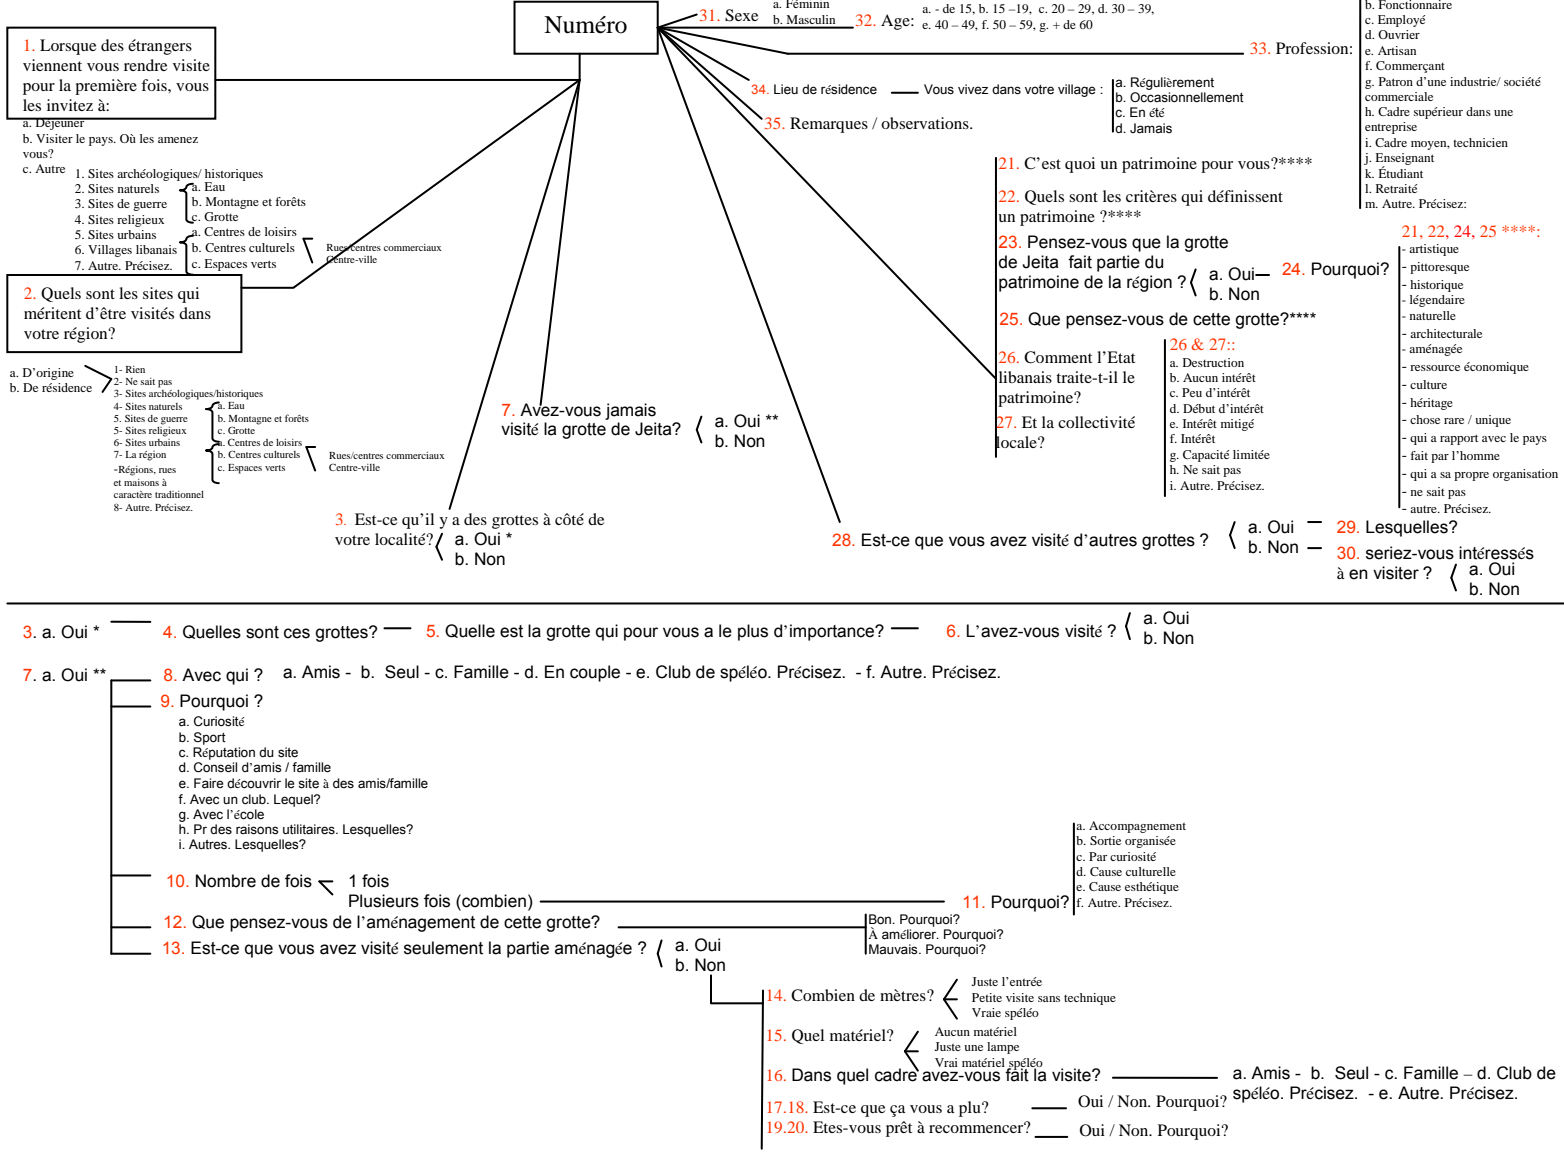 Numéro
31. Sexe
a. Féminin
b. Masculin
32. Age:
a. - de 15, b. 15 –19, c. 20 – 29, d. 30 – 39,
e. 40 – 49, f. 50 – 59, g. + de 60
33. Profession:
b. Fonctionnaire
c. Employé
d. Ouvrier
e. Artisan
f. Commerçant
g. Patron d'une industrie/ société
commerciale
h. Cadre supérieur dans une
entreprise
i. Cadre moyen, technicien
j. Enseignant
k. Étudiant
l. Retraité
m. Autre. Précisez:
34. Lieu de résidence
Vous vivez dans votre village :
a. Régulièrement
b. Occasionnellement
c. En été
d. Jamais
35. Remarques / observations.
1. Lorsque des étrangers
viennent vous rendre visite
pour la première fois, vous
les invitez à:
a. Déjeuner
b. Visiter le pays. Où les amenez
vous?
c. Autre
1. Sites archéologiques/ historiques
2. Sites naturels
3. Sites de guerre
4. Sites religieux
5. Sites urbains
6. Villages libanais
7. Autre. Précisez.
a. Eau
b. Montagne et forêts
c. Grotte
a. Centres de loisirs
b. Centres culturels
c. Espaces verts
Rues/centres commerciaux
Centre-ville
2. Quels sont les sites qui
méritent d'être visités dans
votre région?
a. D'origine
b. De résidence
1- Rien
2- Ne sait pas
3- Sites archéologiques/historiques
4- Sites naturels
5. Sites de guerre
5- Sites religieux
6- Sites urbains
7- La région
-Régions, rues
et maisons à
caractère traditionnel
8- Autre. Précisez.
a. Eau
b. Montagne et forêts
c. Grotte
a. Centres de loisirs
b. Centres culturels
c. Espaces verts
Rues/centres commerciaux
Centre-ville
3. Est-ce qu'il y a des grottes à côté de
votre localité?
a. Oui *
b. Non
7. Avez-vous jamais
visité la grotte de Jeita?
a. Oui **
b. Non
21. C'est quoi un patrimoine pour vous?****
22. Quels sont les critères qui définissent
un patrimoine ?****
23. Pensez-vous que la grotte
de Jeita fait partie du
patrimoine de la région ?
a. Oui
b. Non
24. Pourquoi?
25. Que pensez-vous de cette grotte?****
26. Comment l'Etat
libanais traite-t-il le
patrimoine?
27. Et la collectivité
locale?
26 & 27::
a. Destruction
b. Aucun intérêt
c. Peu d'intérêt
d. Début d'intérêt
e. Intérêt mitigé
f. Intérêt
g. Capacité limitée
h. Ne sait pas
i. Autre. Précisez.
21, 22, 24, 25 ****:
- artistique
- pittoresque
- historique
- légendaire
- naturelle
- architecturale
- aménagée
- ressource économique
- culture
- héritage
- chose rare / unique
- qui a rapport avec le pays
- fait par l'homme
- qui a sa propre organisation
- ne sait pas
- autre. Précisez.
28. Est-ce que vous avez visité d'autres grottes ?
a. Oui
b. Non
29. Lesquelles?
30. seriez-vous intéressés
à en visiter ?
a. Oui
b. Non
3. a. Oui *
4. Quelles sont ces grottes?
5. Quelle est la grotte qui pour vous a le plus d'importance?
6. L'avez-vous visité ?
a. Oui
b. Non
7. a. Oui **
8. Avec qui ?
a. Amis - b. Seul - c. Famille - d. En couple - e. Club de spéléo. Précisez. - f. Autre. Précisez.
9. Pourquoi ?
a. Curiosité
b. Sport
c. Réputation du site
d. Conseil d'amis / famille
e. Faire découvrir le site à des amis/famille
f. Avec un club. Lequel?
g. Avec l'école
h. Pr des raisons utilitaires. Lesquelles?
i. Autres. Lesquelles?
10. Nombre de fois
1 fois
Plusieurs fois (combien)
11. Pourquoi?
a. Accompagnement
b. Sortie organisée
c. Par curiosité
d. Cause culturelle
e. Cause esthétique
f. Autre. Précisez.
12. Que pensez-vous de l'aménagement de cette grotte?
Bon. Pourquoi?
À améliorer. Pourquoi?
Mauvais. Pourquoi?
13. Est-ce que vous avez visité seulement la partie aménagée ?
a. Oui
b. Non
14. Combien de mètres?
Juste l'entrée
Petite visite sans technique
Vraie spéléo
15. Quel matériel?
Aucun matériel
Juste une lampe
Vrai matériel spéléo
16. Dans quel cadre avez-vous fait la visite?
a. Amis - b. Seul - c. Famille – d. Club de
spéléo. Précisez. - e. Autre. Précisez.
17.18. Est-ce que ça vous a plu?
Oui / Non. Pourquoi?
19.20. Etes-vous prêt à recommencer?
Oui / Non. Pourquoi?